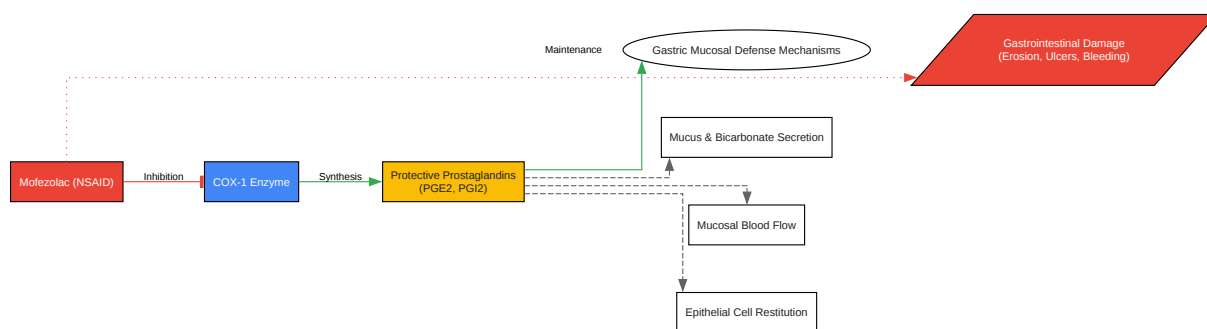 Maintenance
Gastric Mucosal Defense Mechanisms
Gastrointestinal Damage
(Erosion, Ulcers, Bleeding)
Mucus & Bicarbonate Secretion
Mofezolac (NSAID)
Inhibition
COX-1 Enzyme
Synthesis
Protective Prostaglandins
(PGE2, PGI2)
Mucosal Blood Flow
Epithelial Cell Restitution